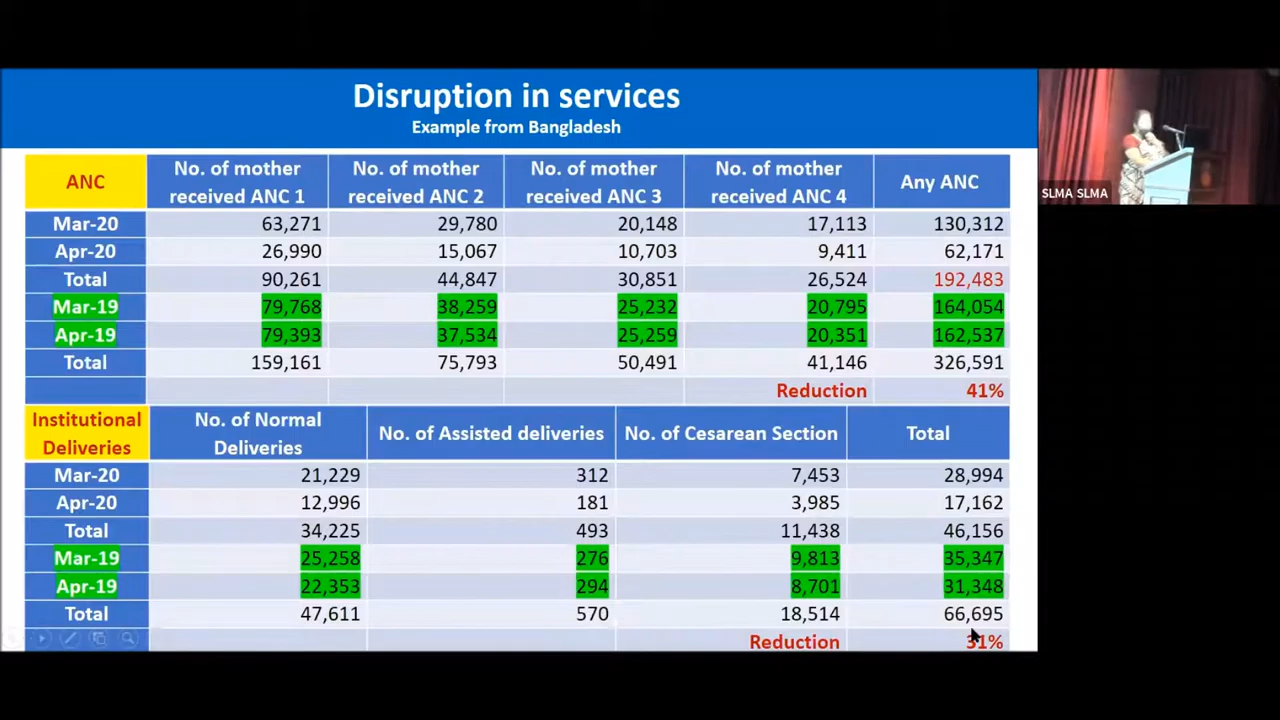 Disruption in services
Example from Bangladesh
ANC No. of mother received ANC 1 No. of mother received ANC 2 No. of mother received ANC 3 No. of mother received ANC 4 Any ANC
Mar-20 63,271 29,780 20,148 17,113 130,312
Apr-20 26,990 15,067 10,703 9,411 62,171
Total 90,261 44,847 30,851 26,524 192,483
Mar-19 79,768 38,259 25,232 20,795 164,054
Apr-19 79,393 37,534 25,259 20,351 162,537
Total 159,161 75,793 50,491 41,146 326,591
Reduction 41%
Institutional Deliveries No. of Normal Deliveries No. of Assisted deliveries No. of Cesarean Section Total
Mar-20 21,229 312 7,453 28,994
Apr-20 12,996 181 3,985 17,162
Total 34,225 493 11,438 46,156
Mar-19 25,258 276 9,813 35,347
Apr-19 22,353 294 8,701 31,348
Total 47,611 570 18,514 66,695
Reduction 31%
SLMA SLMA